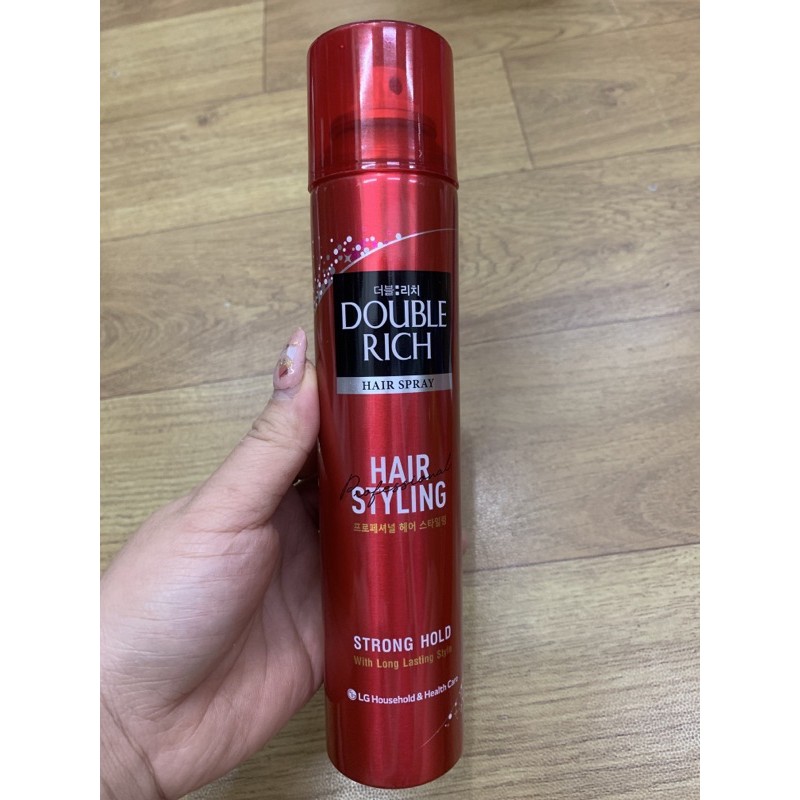 더블:리치
DOUBLE
RICH
HAIR SPRAY
HAIR
Professional
STYLING
프로페셔널 헤어 스타일링
STRONG HOLD
With Long Lasting Style
LG Household & Health Care